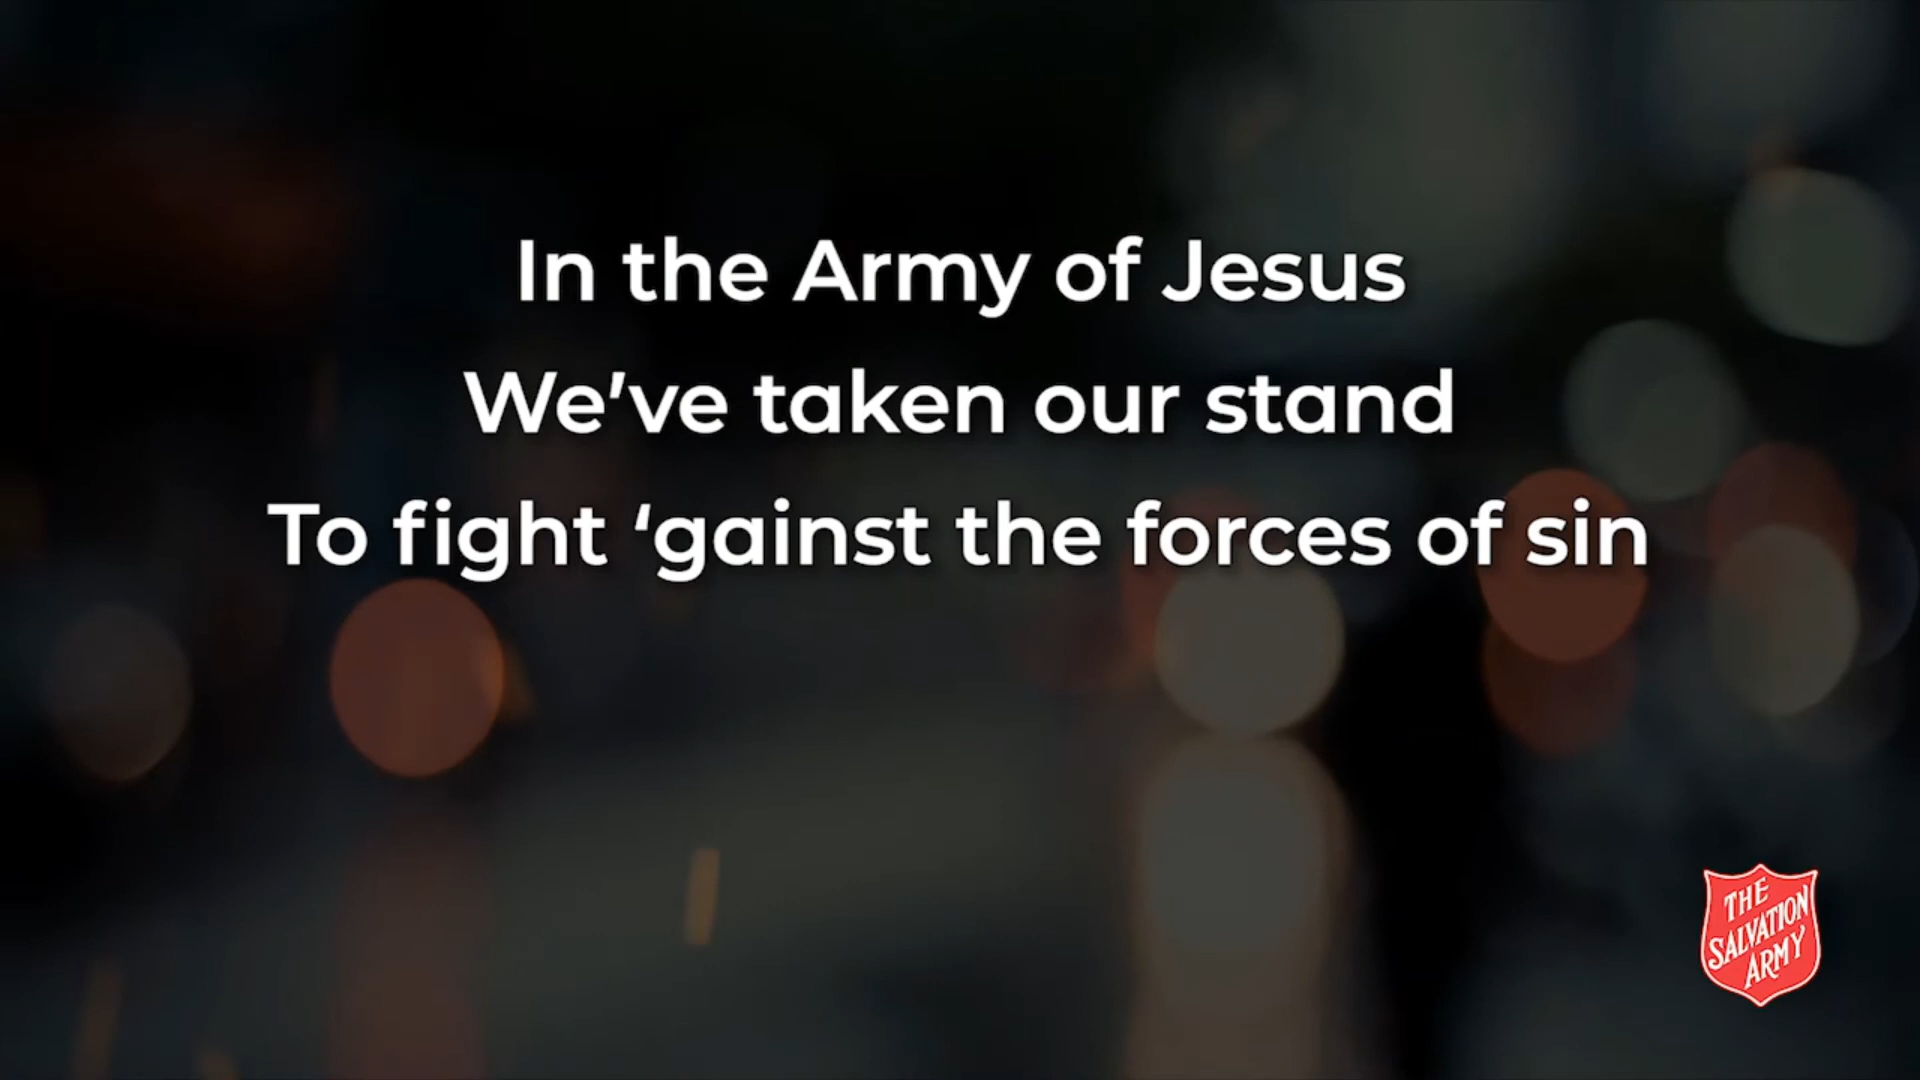 In the Army of Jesus
We've taken our stand
To fight ‘gainst the forces of sin
THE
SALVATION
ARMY